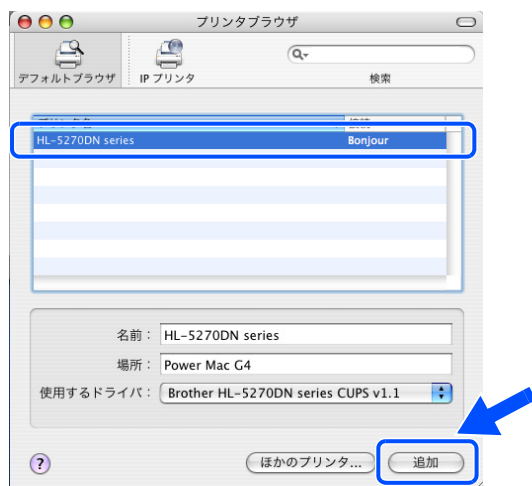 プリンタブラウザ
デフォルトブラウザ
IP プリンタ
検索
HL-5270DN series Bonjour
名前： HL-5270DN series
場所： Power Mac G4
使用するドライバ： Brother HL-5270DN series CUPS v1.1
?
ほかのプリンタ...
追加